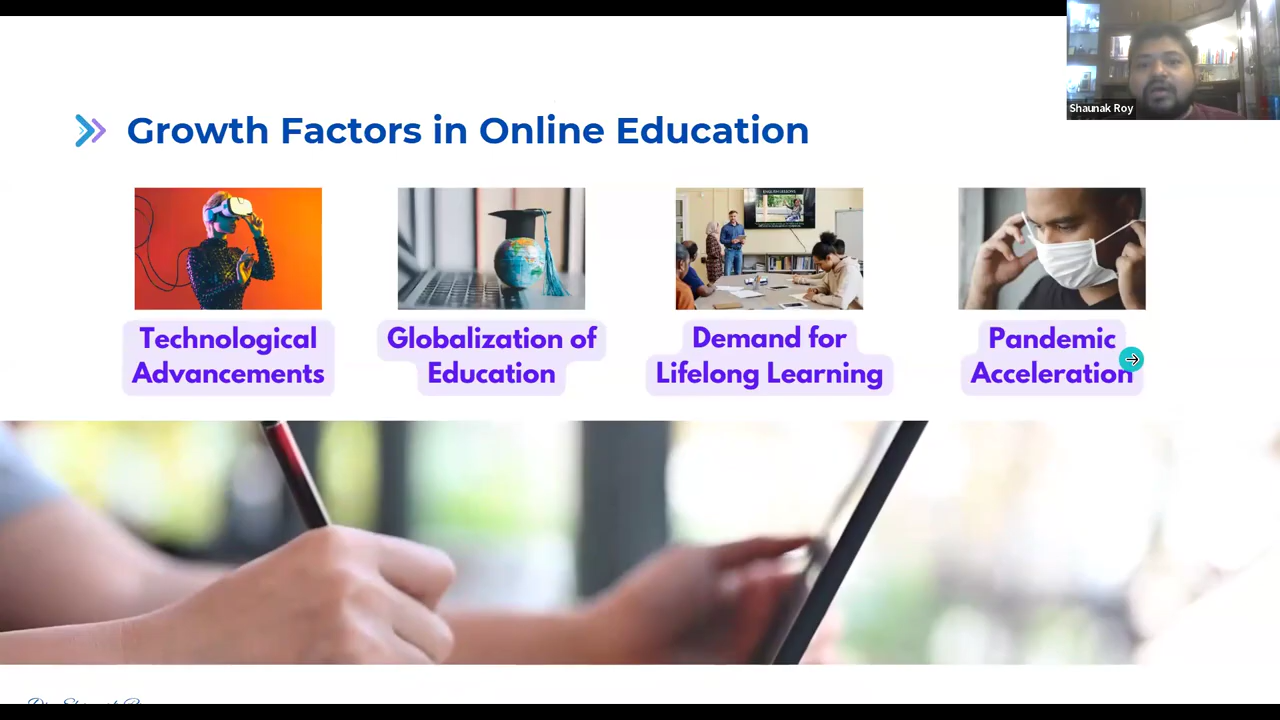 Shaunak Roy
Growth Factors in Online Education
Technological
Advancements
Globalization of
Education
Demand for
Lifelong Learning
Pandemic
Acceleration